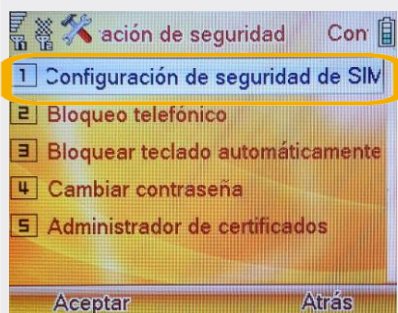 ación de seguridad Con
1 Configuración de seguridad de SIM
2 Bloqueo telefónico
3 Bloquear teclado automáticamente
4 Cambiar contraseña
5 Administrador de certificados
Aceptar Atrás